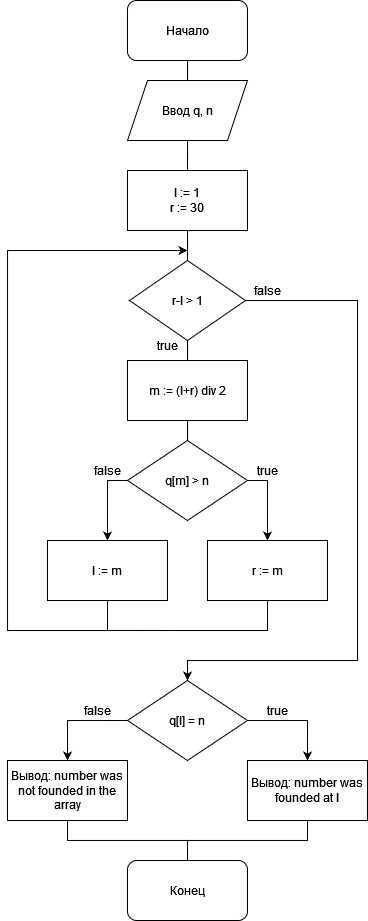 Начало
Ввод q, n
l := 1
r := 30
r-l > 1
false
true
m := (l+r) div 2
q[m] > n
false
true
l := m
r := m
q[l] = n
false
true
Вывод: number was
not founded in the
array
Вывод: number was
founded at l
Конец